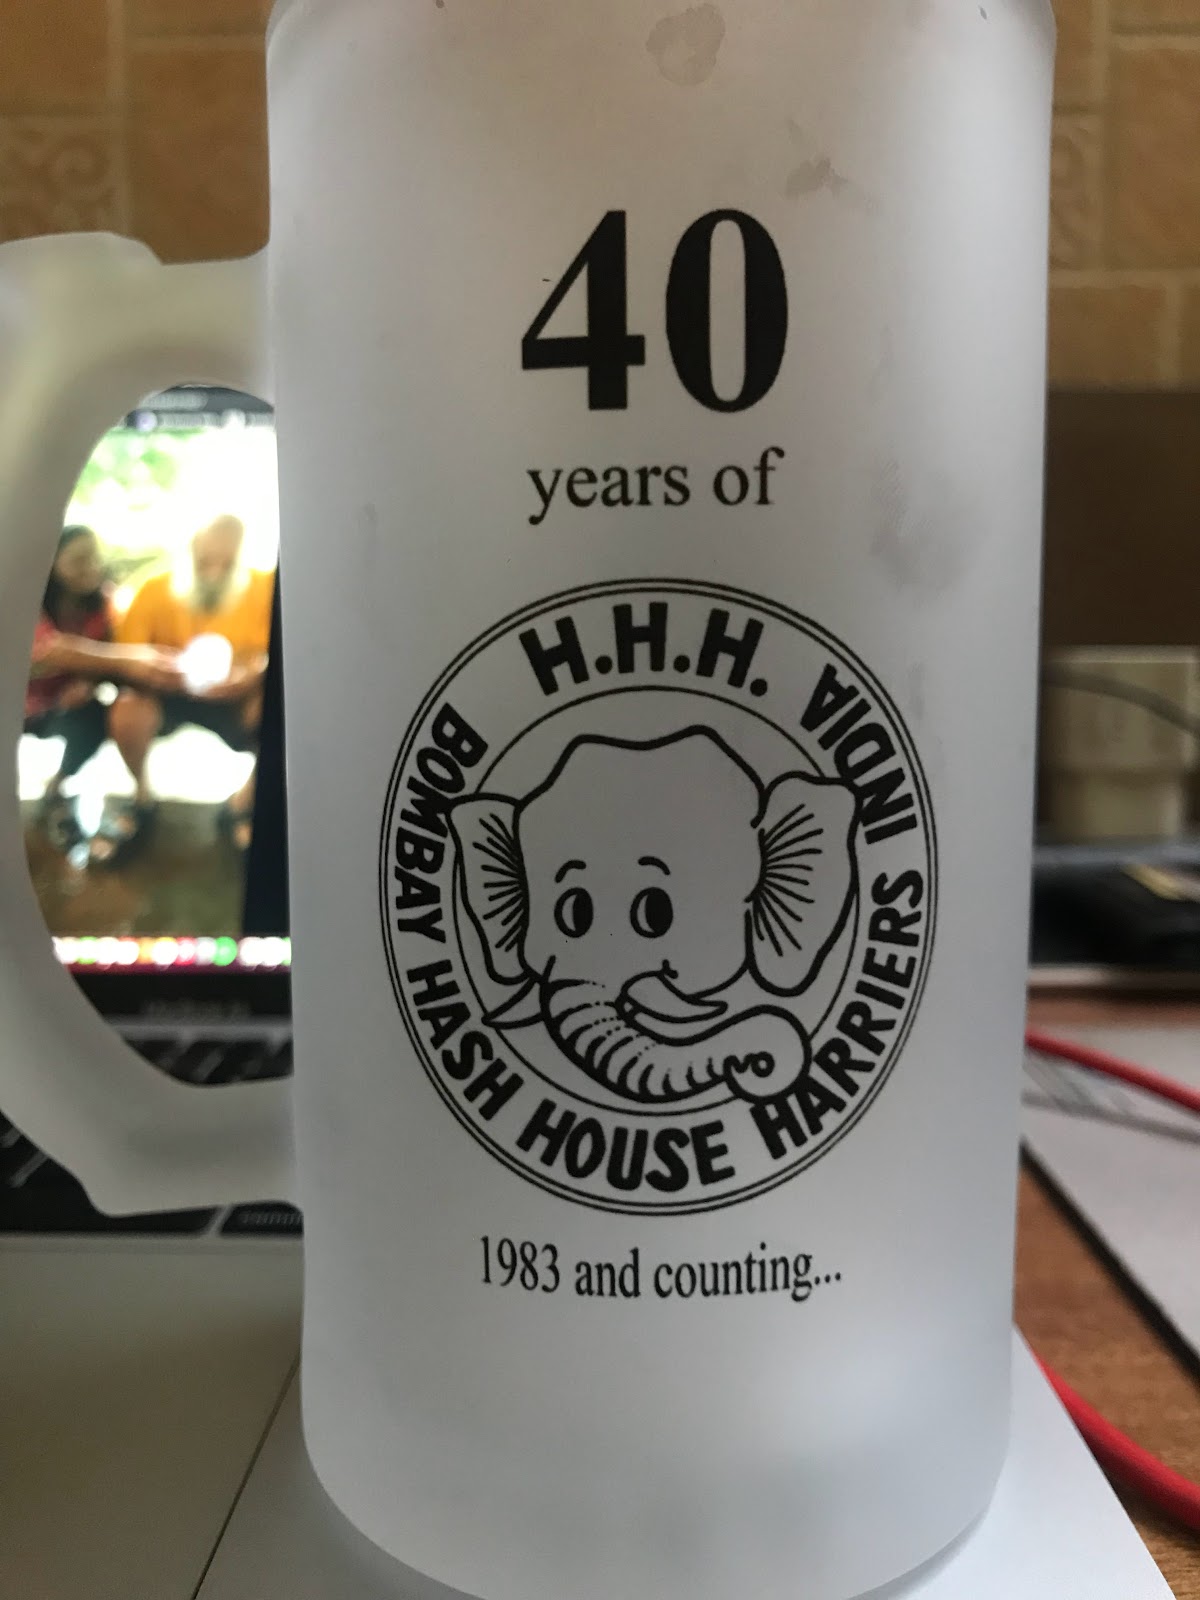 40
years of
H.H.H.
BOMBAY HASH HOUSE HARRIERS INDIA
1983 and counting...